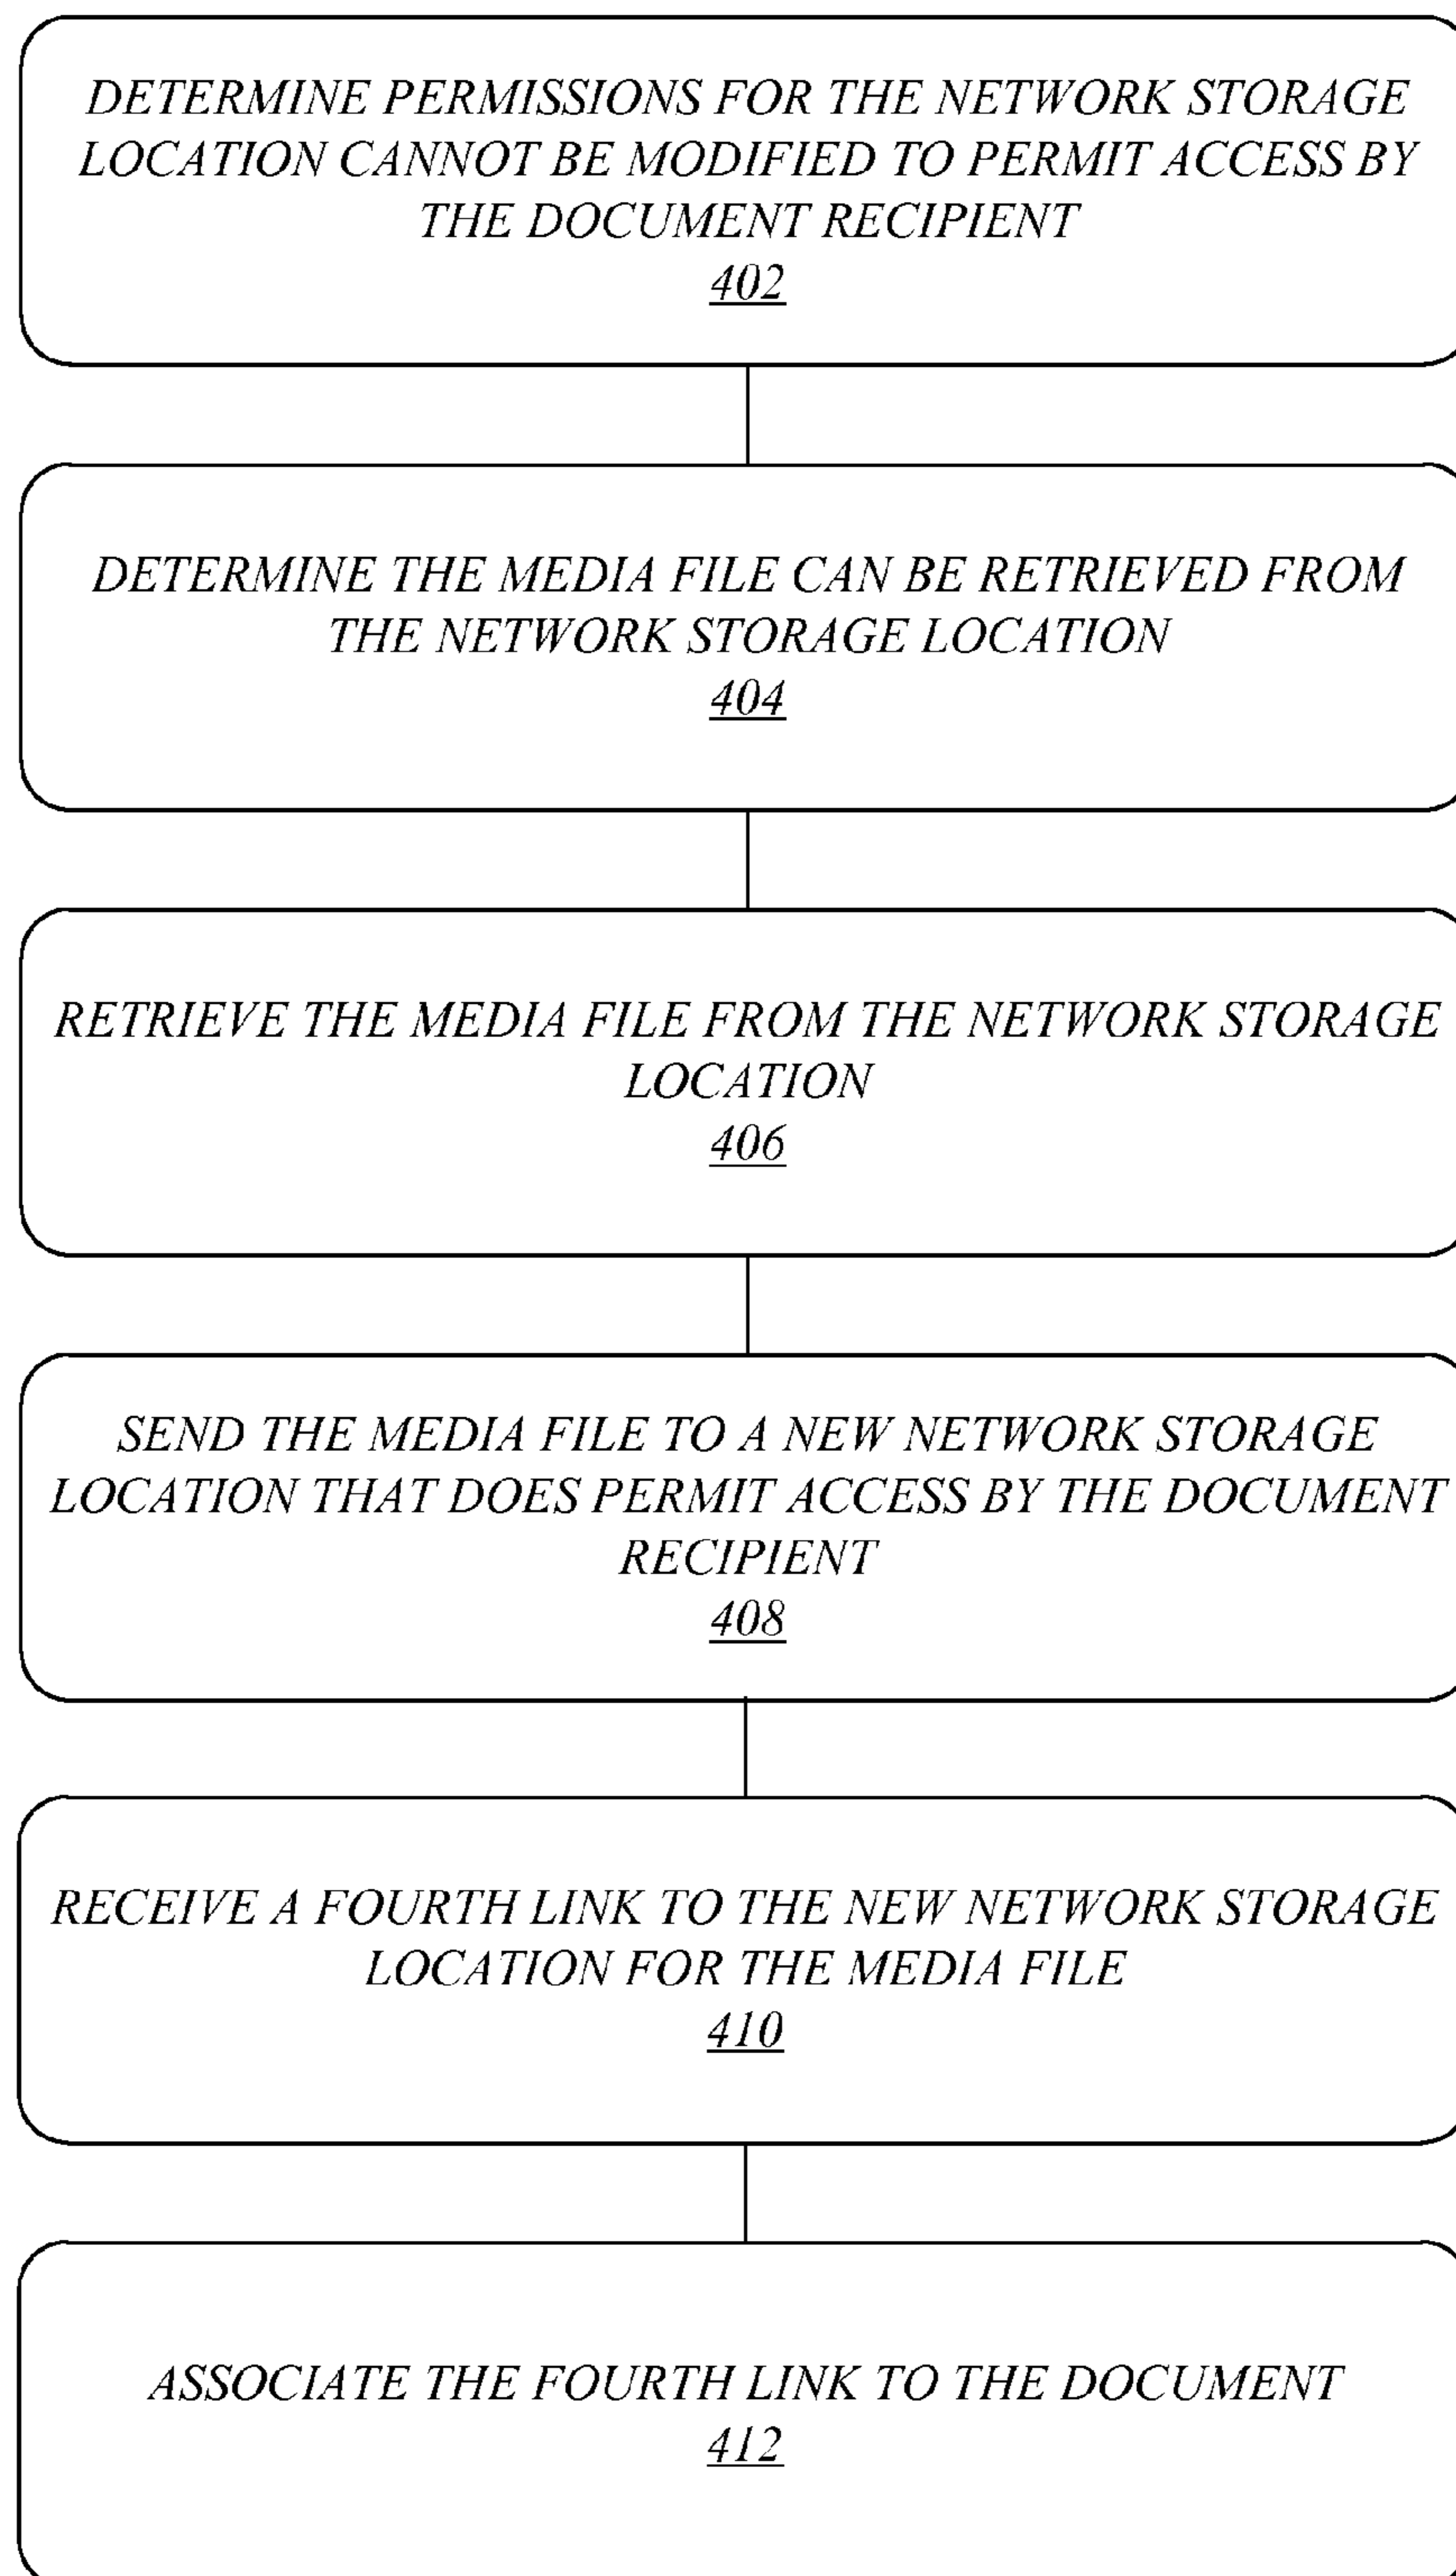 DETERMINE PERMISSIONS FOR THE NETWORK STORAGE
LOCATION CANNOT BE MODIFIED TO PERMIT ACCESS BY
THE DOCUMENT RECIPIENT
402
DETERMINE THE MEDIA FILE CAN BE RETRIEVED FROM
THE NETWORK STORAGE LOCATION
404
RETRIEVE THE MEDIA FILE FROM THE NETWORK STORAGE
LOCATION
406
SEND THE MEDIA FILE TO A NEW NETWORK STORAGE
LOCATION THAT DOES PERMIT ACCESS BY THE DOCUMENT
RECIPIENT
408
RECEIVE A FOURTH LINK TO THE NEW NETWORK STORAGE
LOCATION FOR THE MEDIA FILE
410
ASSOCIATE THE FOURTH LINK TO THE DOCUMENT
412